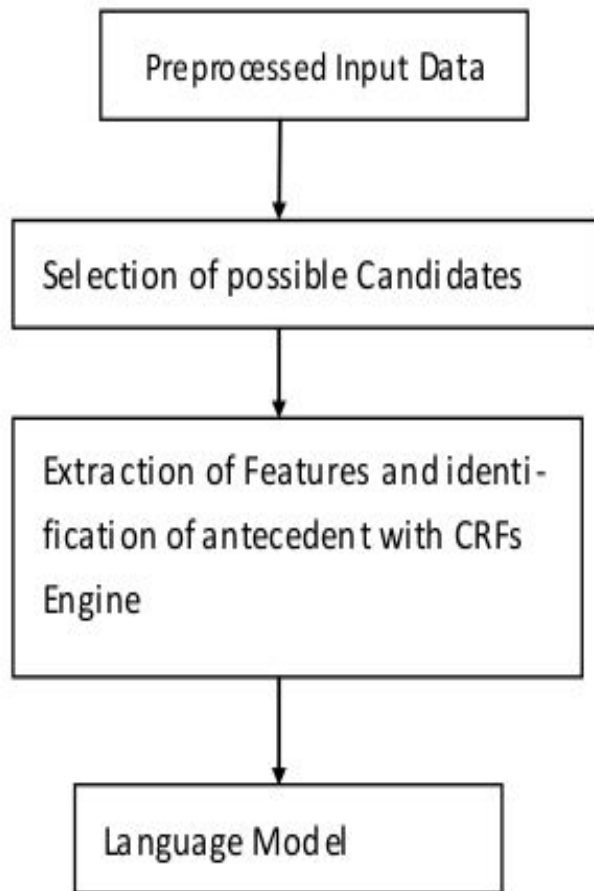 Preprocessed Input Data
Selection of possible Candidates
Extraction of Features and identi-
fication of antecedent with CRFs
Engine
Language Model